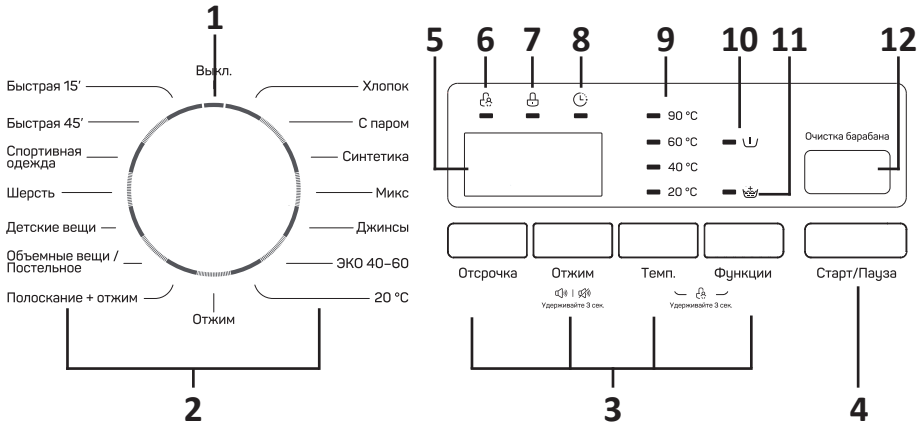 1
Выкл.
Быстрая 15’
Хлопок
Быстрая 45’
С паром
Спортивная
одежда
Синтетика
Шерсть
Микс
Детские вещи
Джинсы
Объемные вещи /
Постельное
ЭКО 40–60
Полоскание + отжим
20 °C
Отжим
2
5
6
7
8
9
10
11
12
90 °C
60 °C
40 °C
20 °C
Очистка барабана
Отсрочка
Отжим
Темп.
Функции
Старт/Пауза
Удерживайте 3 сек.
Удерживайте 3 сек.
3
4